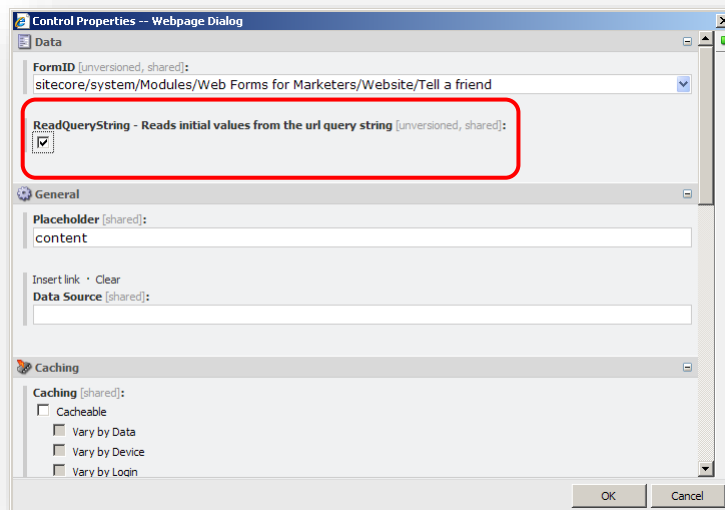 Control Properties -- Webpage Dialog
Data
FormID [unversioned, shared]:
sitecore/system/Modules/Web Forms for Marketers/Website/Tell a friend
ReadQueryString - Reads initial values from the url query string [unversioned, shared]:
General
Placeholder [shared]:
content
Insert link · Clear
Data Source [shared]:
Caching
Caching [shared]:
Cacheable
Vary by Data
Vary by Device
Vary by Login
OK Cancel